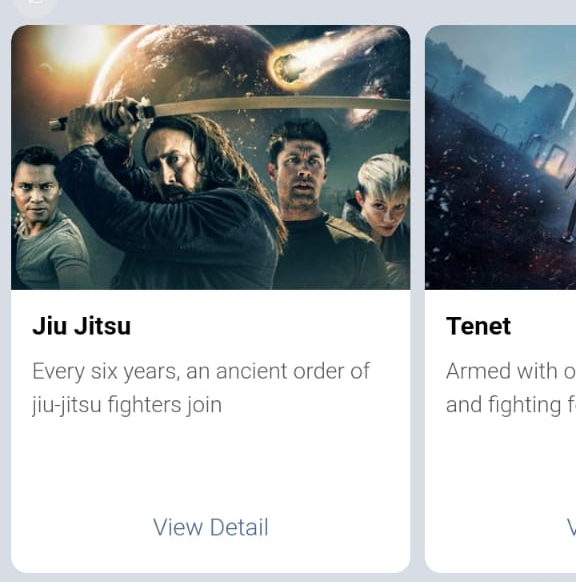 Jiu Jitsu
Every six years, an ancient order of
jiu-jitsu fighters join
View Detail
Tenet
Armed with o
and fighting f
V